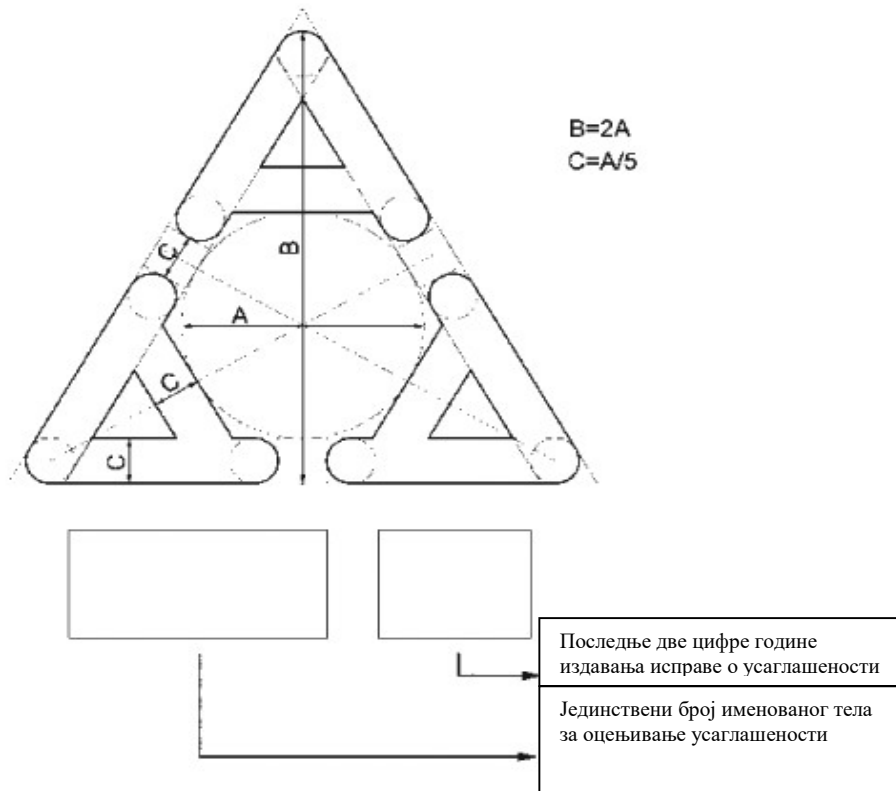 B=2A
C=A/5
C
B
A
C
C
Последње две цифре године
издавања исправе о усаглашености
Јединствени број именованог тела
за оцењивање усаглашености